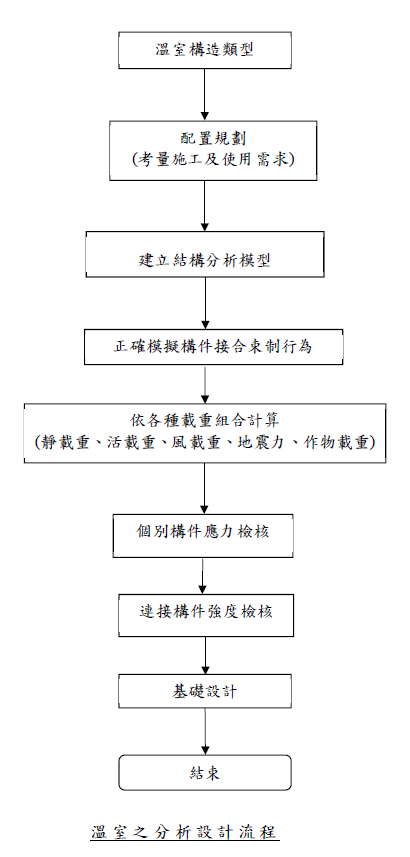 溫室構造類型
配置規劃
(考量施工及使用需求)
建立結構分析模型
正確模擬構件接合束制行為
依各種載重組合計算
(靜載重、活載重、風載重、地震力、作物載重)
個別構件應力檢核
連接構件強度檢核
基礎設計
結束
溫室之分析設計流程